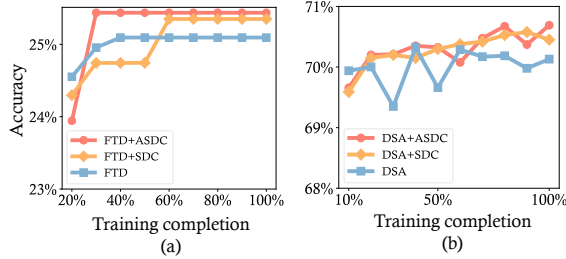 Accuracy
25%
24%
23%
20% 40% 60% 80% 100%
FTD+ASDC
FTD+SDC
FTD
Training completion
(a)
71%
70%
69%
68%
10% 50% 100%
DSA+ASDC
DSA+SDC
DSA
Training completion
(b)